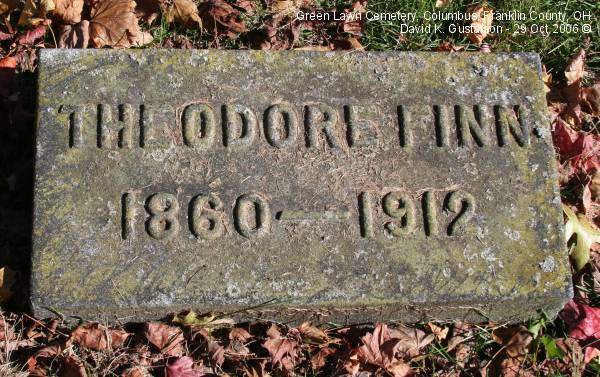 Green Lawn Cemetery, Columbus, Franklin County, OH
David K. Gustafson - 29 Oct 2006 ©
THEODORE FINN
1860 — 1912